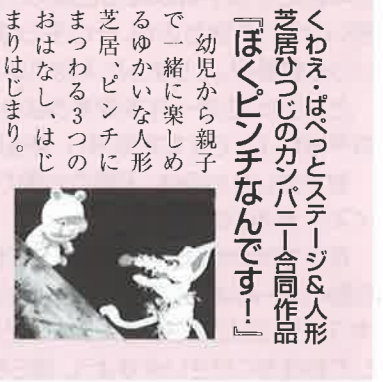 くわえ・ぱぺっとステージ&人形
芝居ひつじのカンパニー合同作品
『ぼくピンチなんです!』
幼児から親子
で一緒に楽しめ
るゆかいな人形
芝居、ピンチに
まつわる3つの
おはなし、はじ
まりはじまり。